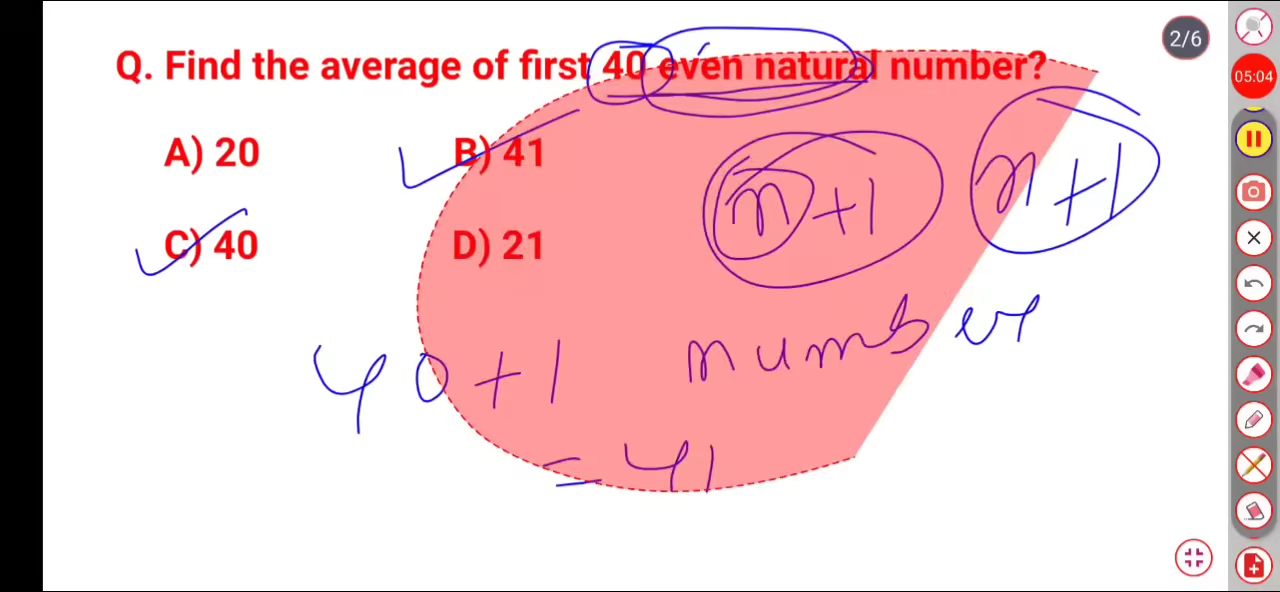 2/6
Q. Find the average of first 40 even natural number?
05:04
A) 20 B) 41
n+1 n+1
C) 40 D) 21
40+1 number
= 41